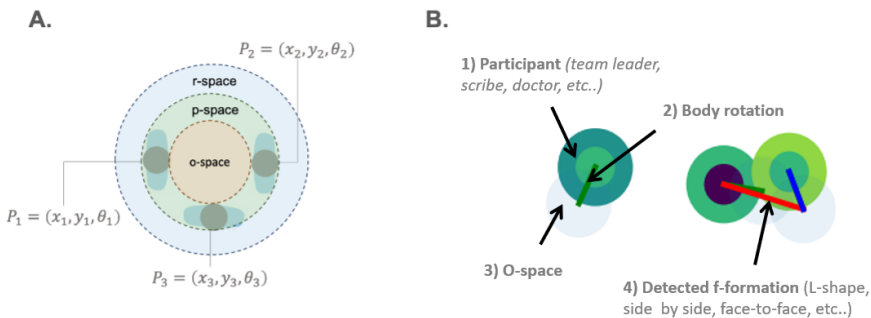 A.
P₂ = (x₂, y₂, θ₂)
r-space
p-space
o-space
P₁ = (x₁, y₁, θ₁)
P₃ = (x₃, y₃, θ₃)
B.
1) Participant (team leader,
scribe, doctor, etc..)
2) Body rotation
3) O-space
4) Detected f-formation (L-shape,
side by side, face-to-face, etc..)